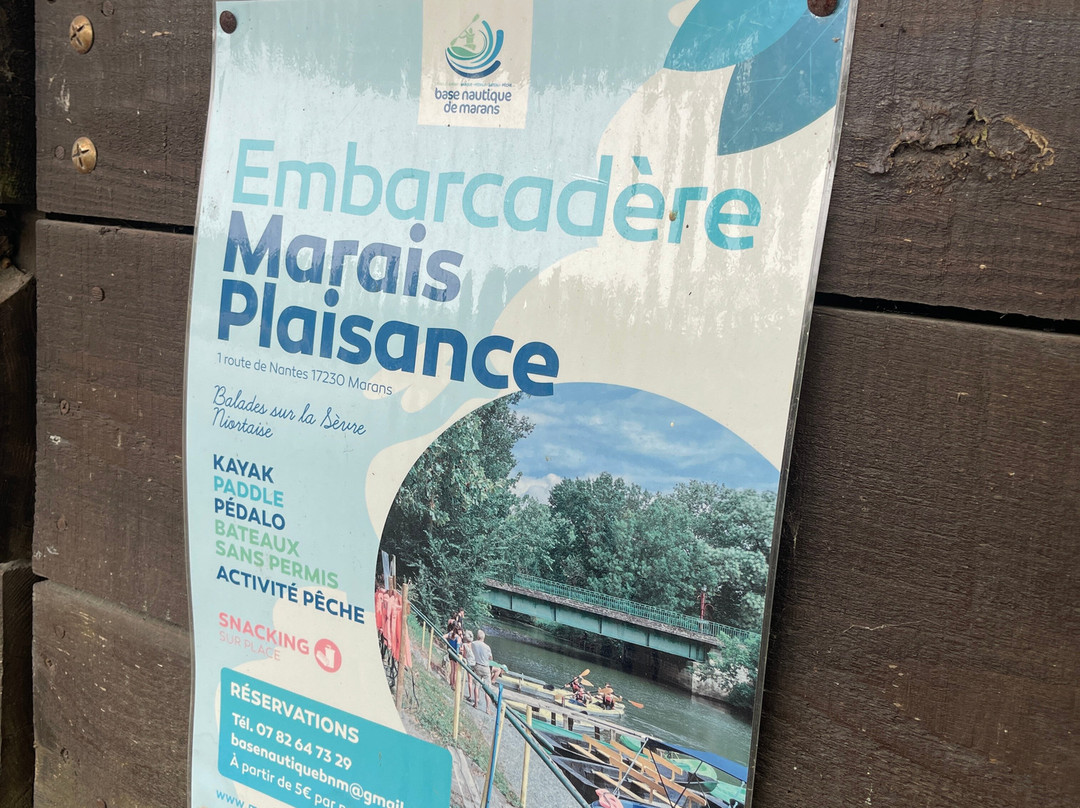 base nautique
de marans
Embarcadère
Marais
Plaisance
1 route de Nantes 17230 Marans
Balades sur la Sèvre
Niortaise
KAYAK
PADDLE
PÉDALO
BATEAUX
SANS PERMIS
ACTIVITÉ PÊCHE
SNACKING
SUR PLACE
RÉSERVATIONS
Tél. 07 82 64 73 29
basenautiquebnm@gmail
À partir de 5€ par
www.